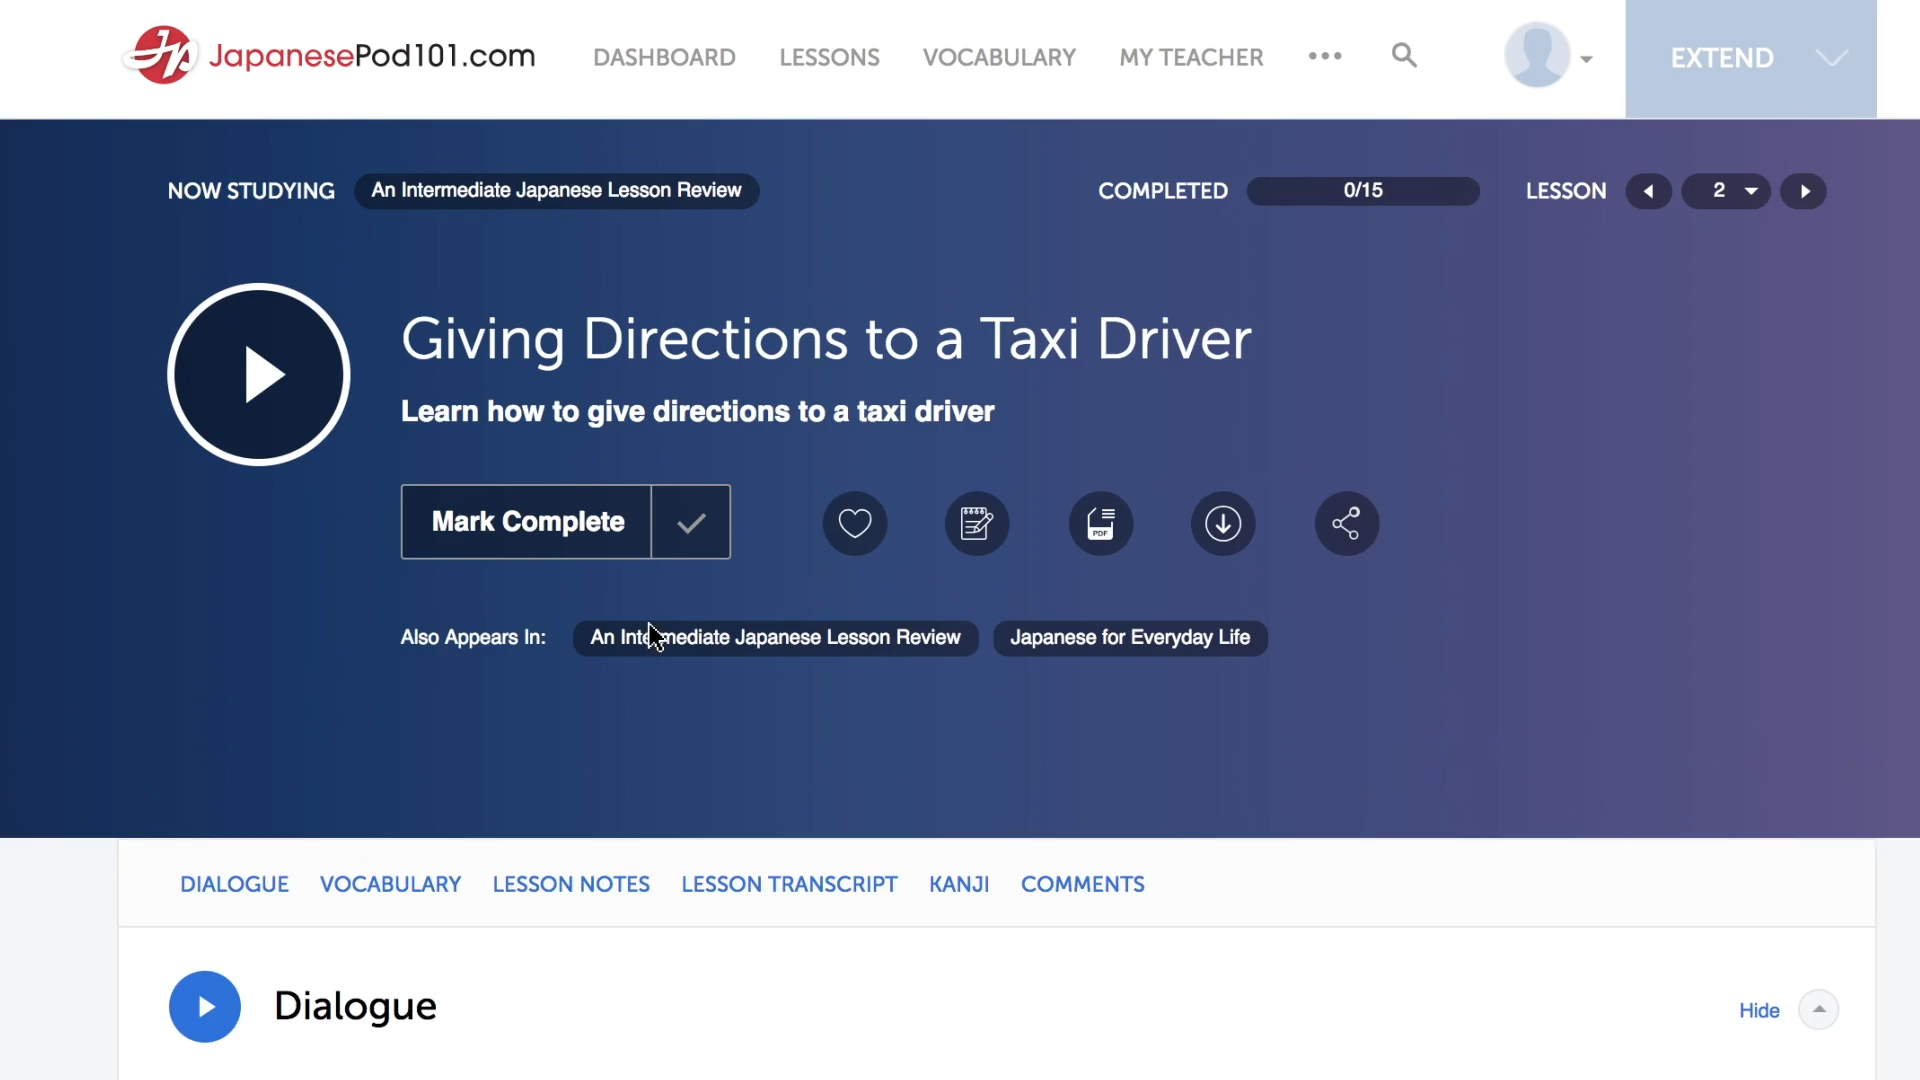 JapanesePod101.com DASHBOARD LESSONS VOCABULARY MY TEACHER ••• EXTEND
NOW STUDYING An Intermediate Japanese Lesson Review COMPLETED 0/15 LESSON 2
Giving Directions to a Taxi Driver
Learn how to give directions to a taxi driver
Mark Complete
PDF
Also Appears In: An Intermediate Japanese Lesson Review Japanese for Everyday Life
DIALOGUE VOCABULARY LESSON NOTES LESSON TRANSCRIPT KANJI COMMENTS
Dialogue Hide